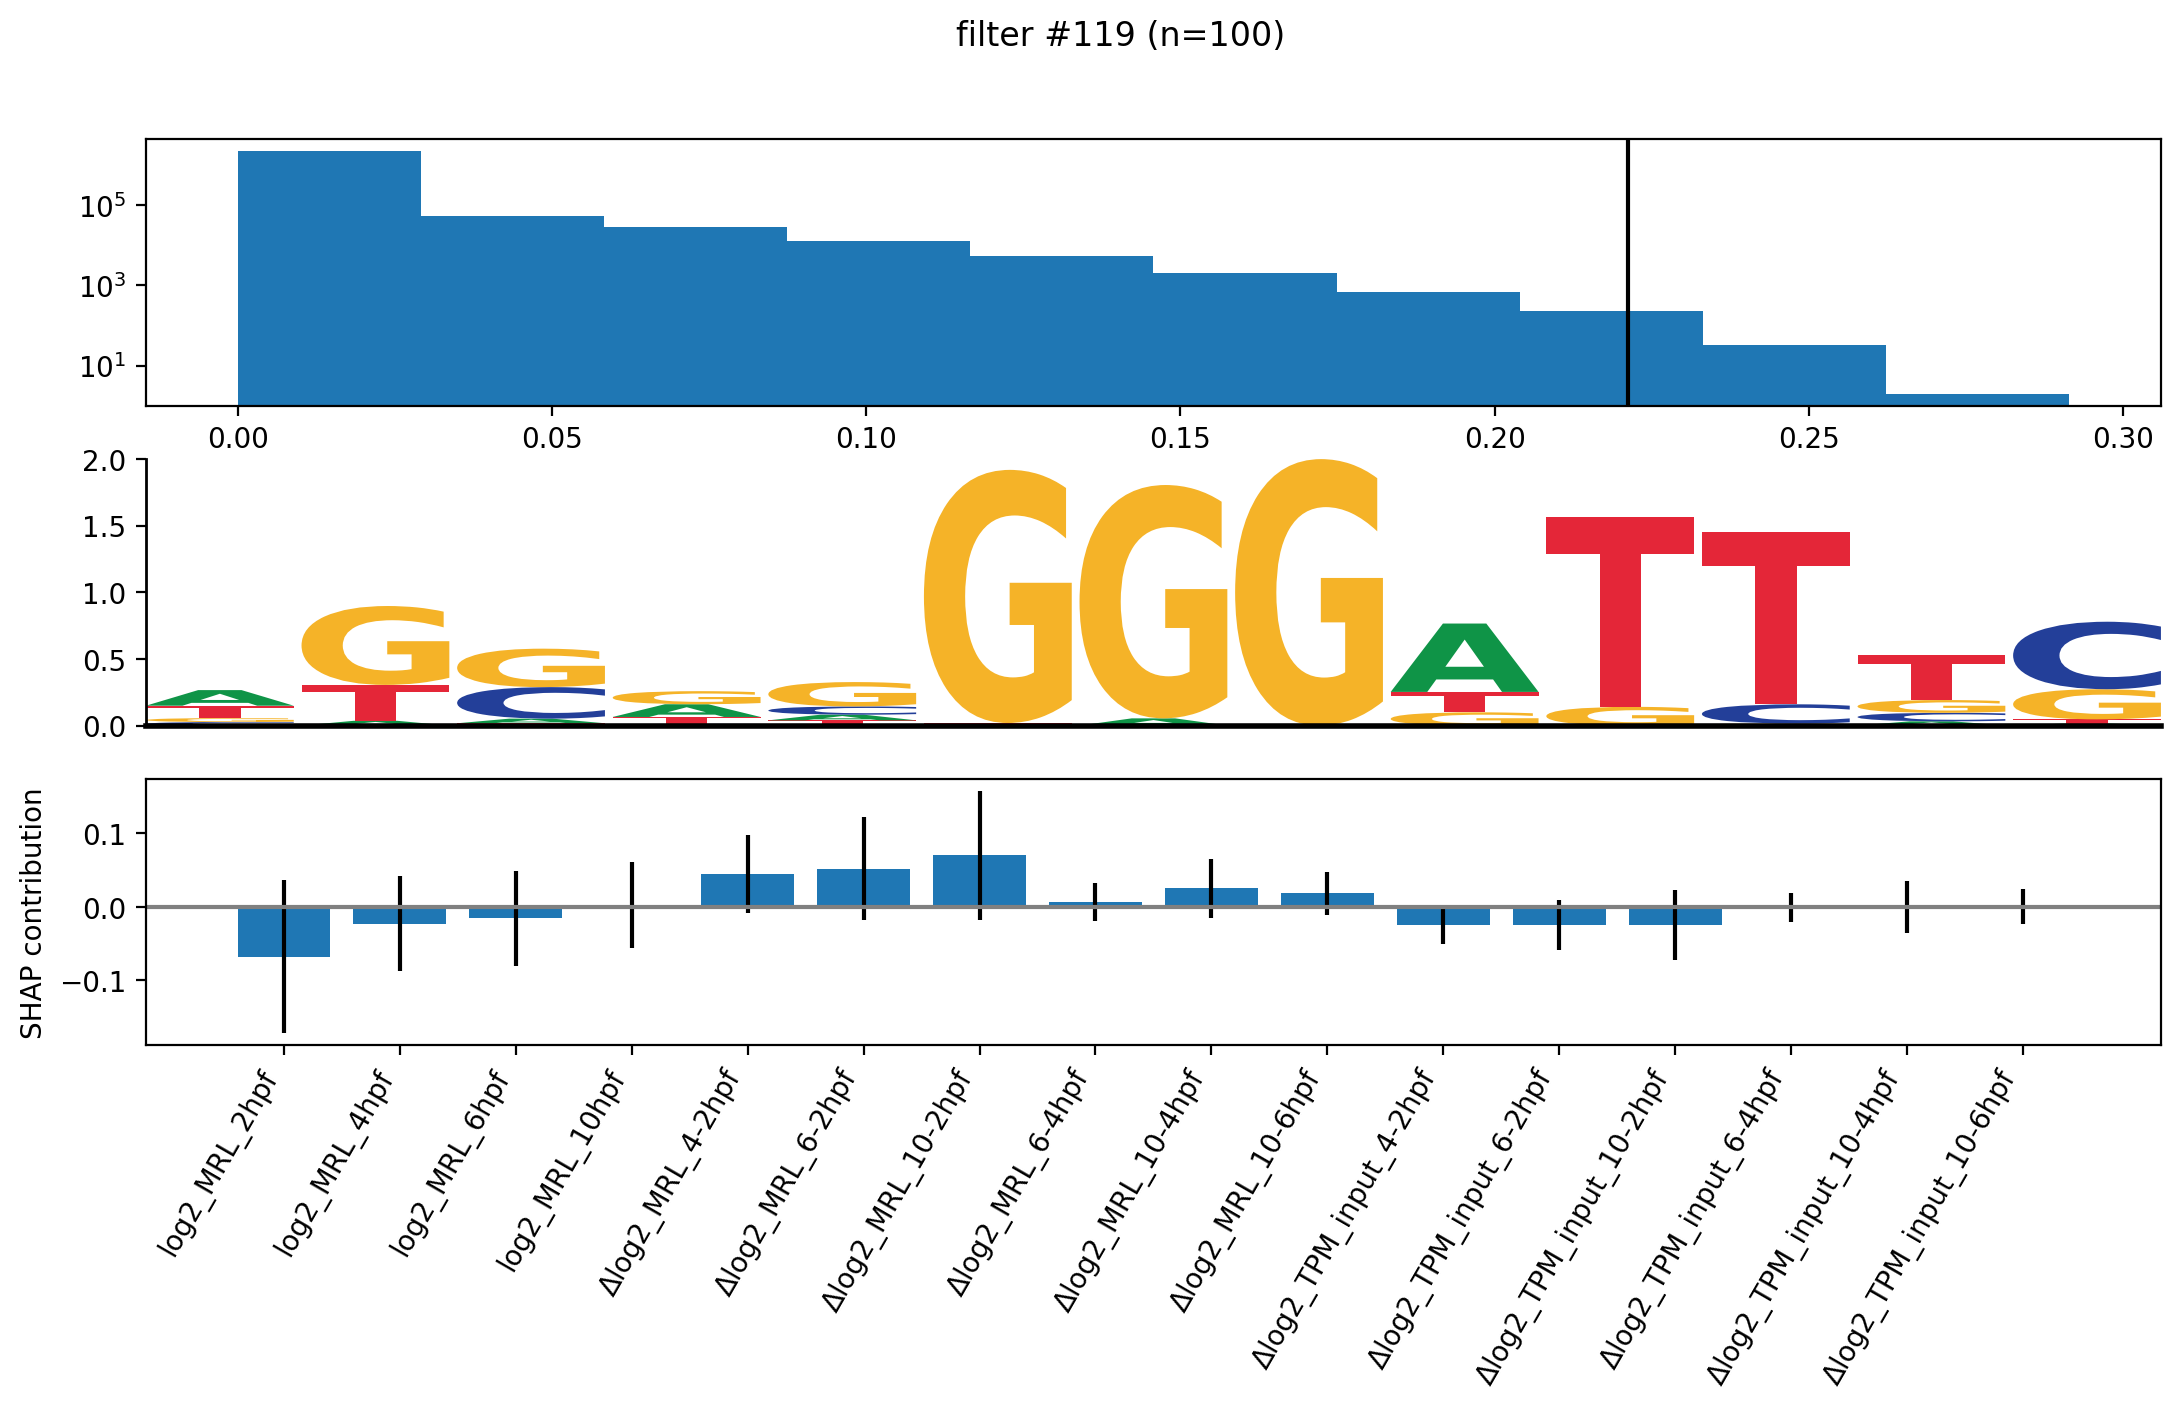 filter #119 (n=100)
10^5
10^3
10^1
0.00 0.05 0.10 0.15 0.20 0.25 0.30
2.0
1.5
1.0
0.5
0.0
A T G
G T A
G C A
G A T
G C A T
G
G A
G
A T G
T G
T C
T G C A
C G T
SHAP contribution
0.1
0.0
−0.1
log2_MRL_2hpf
log2_MRL_4hpf
log2_MRL_6hpf
log2_MRL_10hpf
Δlog2_MRL_4-2hpf
Δlog2_MRL_6-2hpf
Δlog2_MRL_10-2hpf
Δlog2_MRL_6-4hpf
Δlog2_MRL_10-4hpf
Δlog2_MRL_10-6hpf
Δlog2_TPM_input_4-2hpf
Δlog2_TPM_input_6-2hpf
Δlog2_TPM_input_10-2hpf
Δlog2_TPM_input_6-4hpf
Δlog2_TPM_input_10-4hpf
Δlog2_TPM_input_10-6hpf